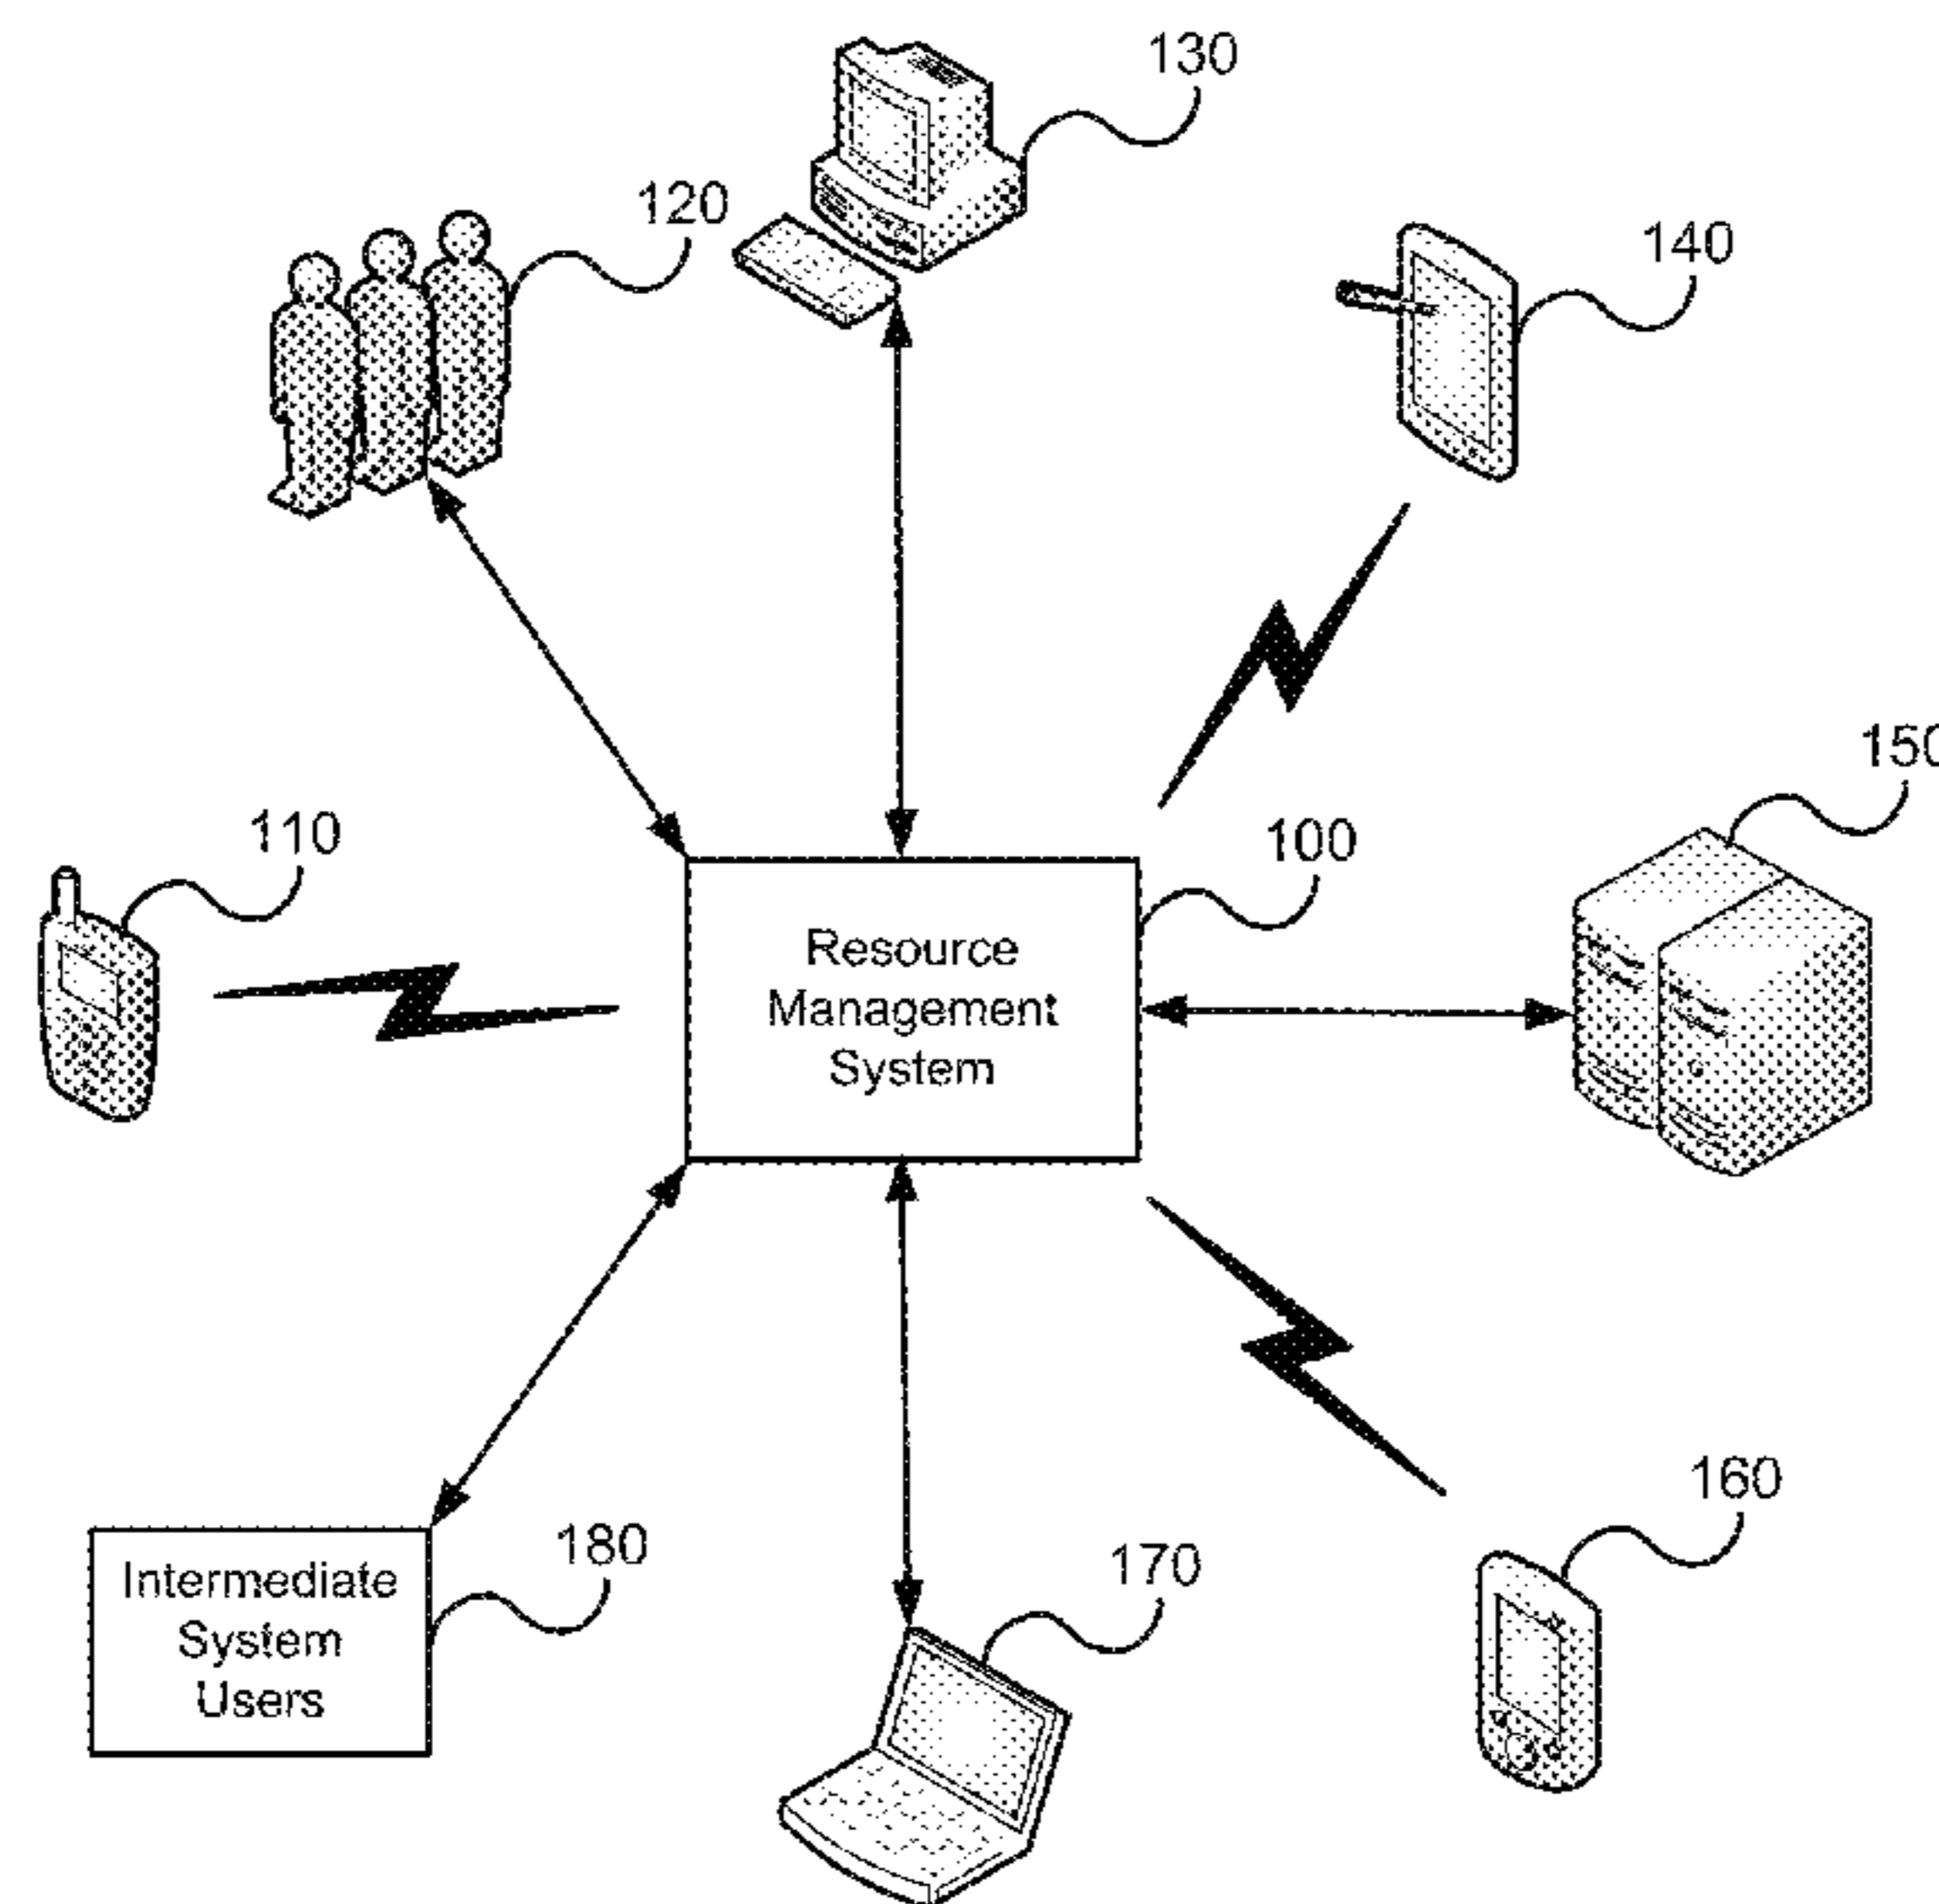 130
120
140
150
110
100
Resource
Management
System
160
180
170
Intermediate
System
Users